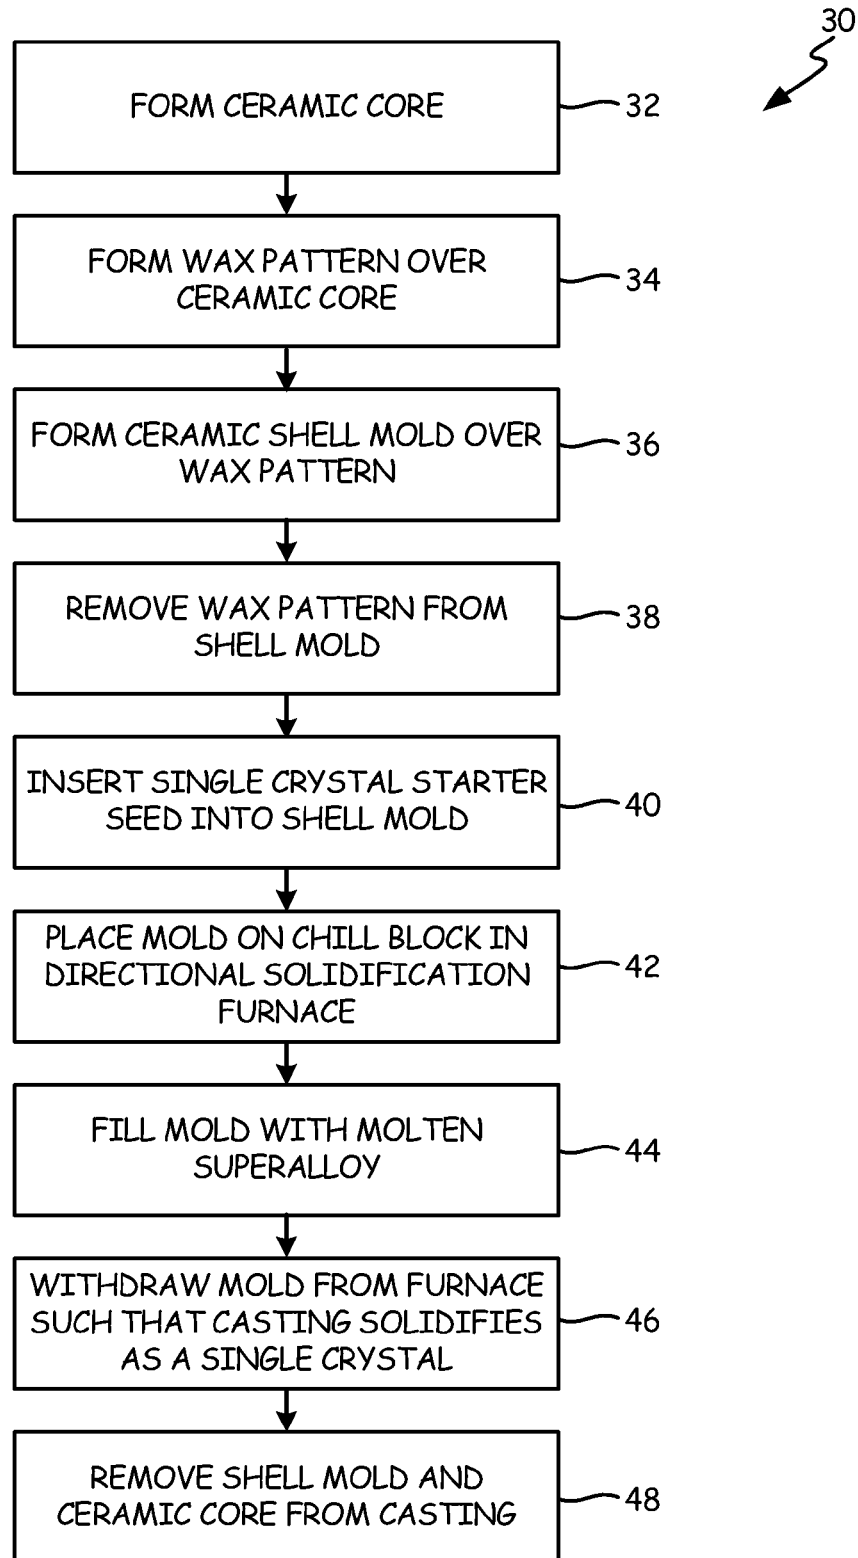 30
FORM CERAMIC CORE
32
FORM WAX PATTERN OVER
CERAMIC CORE
34
FORM CERAMIC SHELL MOLD OVER
WAX PATTERN
36
REMOVE WAX PATTERN FROM
SHELL MOLD
38
INSERT SINGLE CRYSTAL STARTER
SEED INTO SHELL MOLD
40
PLACE MOLD ON CHILL BLOCK IN
DIRECTIONAL SOLIDIFICATION
FURNACE
42
FILL MOLD WITH MOLTEN
SUPERALLOY
44
WITHDRAW MOLD FROM FURNACE
SUCH THAT CASTING SOLIDIFIES
AS A SINGLE CRYSTAL
46
REMOVE SHELL MOLD AND
CERAMIC CORE FROM CASTING
48